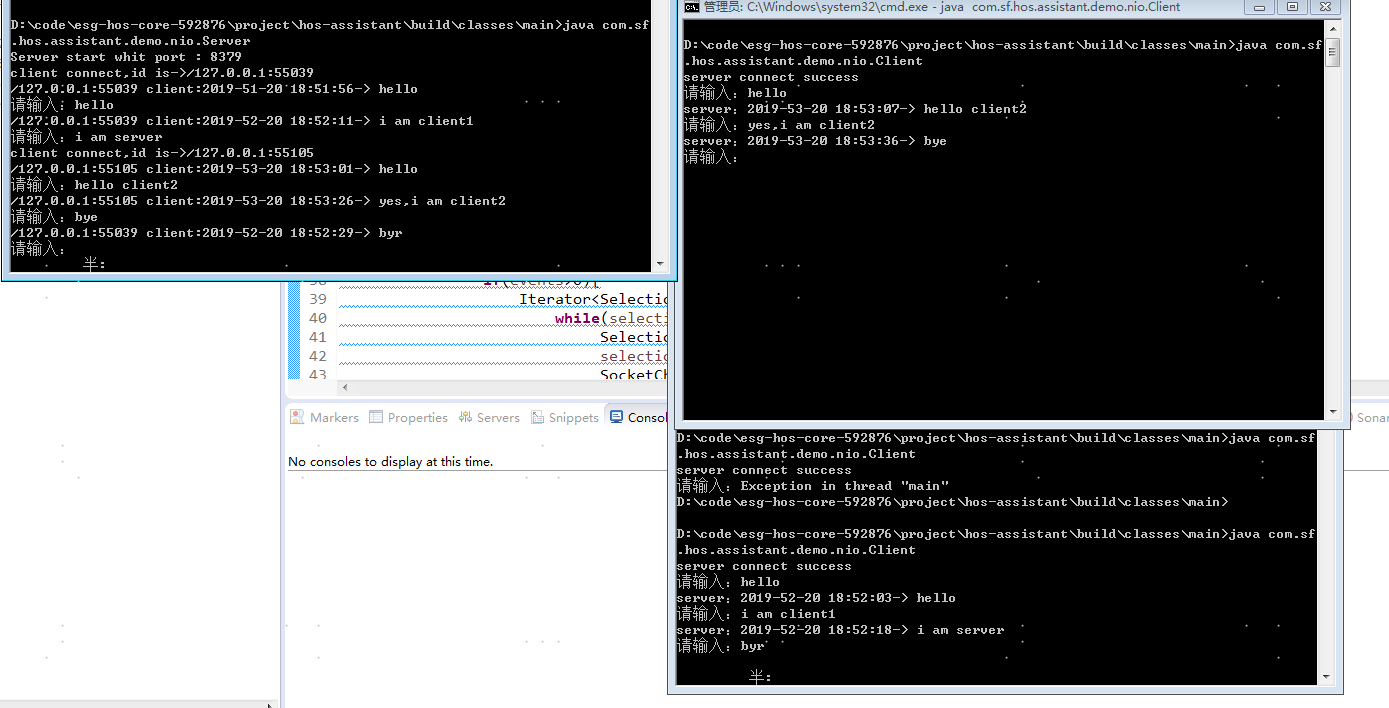 D:\code\esg-hos-core-592876\project\hos-assistant\build\classes\main>java com.sf
.hos.assistant.demo.nio.Server
Server start whit port : 8379
client connect,id is->/127.0.0.1:55039
/127.0.0.1:55039 client:2019-51-20 18:51:56-> hello
请输入：hello
/127.0.0.1:55039 client:2019-52-20 18:52:11-> i am client1
请输入：i am server
client connect,id is->/127.0.0.1:55105
/127.0.0.1:55105 client:2019-53-20 18:53:01-> hello
请输入：hello client2
/127.0.0.1:55105 client:2019-53-20 18:53:26-> yes,i am client2
请输入：bye
/127.0.0.1:55039 client:2019-52-20 18:52:29-> byr
请输入：
半:
管理员: C:\Windows\system32\cmd.exe - java  com.sf.hos.assistant.demo.nio.Client
D:\code\esg-hos-core-592876\project\hos-assistant\build\classes\main>java com.sf
.hos.assistant.demo.nio.Client
server connect success
请输入：hello
server：2019-53-20 18:53:07-> hello client2
请输入：yes,i am client2
server：2019-53-20 18:53:36-> bye
请输入：
39 Iterator<Selectio
40 while(selecti
41 Selectio
42 selectio
43 SocketCh
Markers Properties Servers Snippets Consol
Sonar
No consoles to display at this time.
D:\code\esg-hos-core-592876\project\hos-assistant\build\classes\main>java com.sf
.hos.assistant.demo.nio.Client
server connect success
请输入：Exception in thread "main"
D:\code\esg-hos-core-592876\project\hos-assistant\build\classes\main>
D:\code\esg-hos-core-592876\project\hos-assistant\build\classes\main>java com.sf
.hos.assistant.demo.nio.Client
server connect success
请输入：hello
server：2019-52-20 18:52:03-> hello
请输入：i am client1
server：2019-52-20 18:52:18-> i am server
请输入：byr
半: